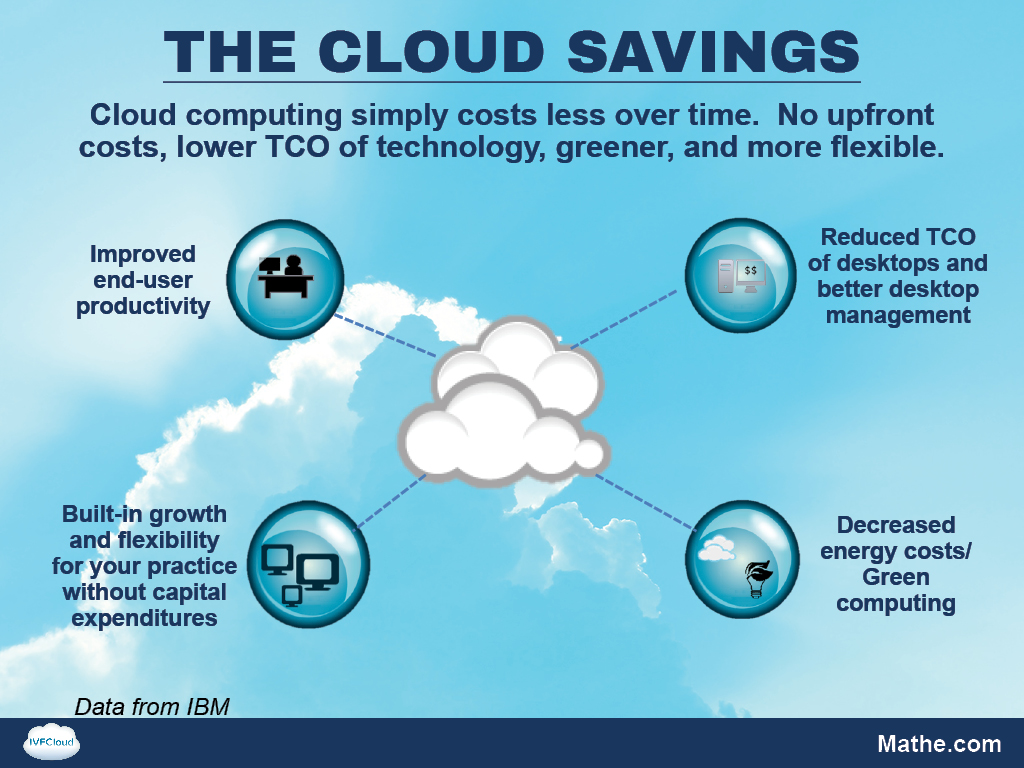 THE CLOUD SAVINGS
Cloud computing simply costs less over time.  No upfront
costs, lower TCO of technology, greener, and more flexible.
Improved
end-user
productivity
$$
Reduced TCO
of desktops and
better desktop
management
Built-in growth
and flexibility
for your practice
without capital
expenditures
Decreased
energy costs/
Green
computing
Data from IBM
IVFCloud
Mathe.com